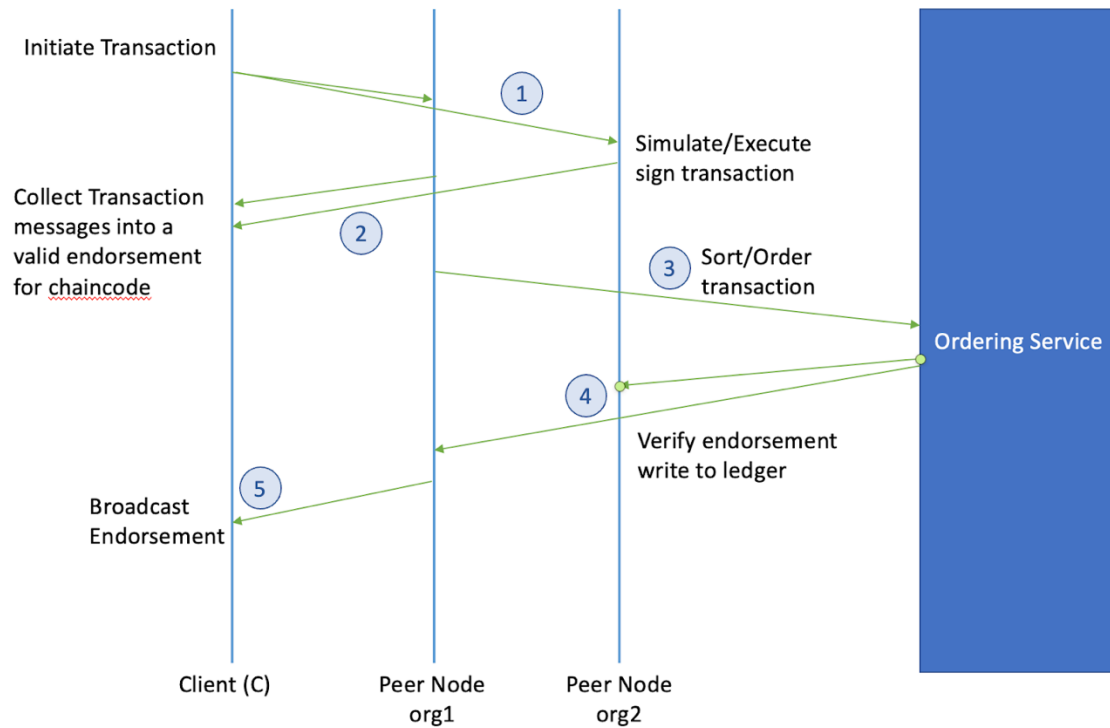 Initiate Transaction
1
Simulate/Execute
sign transaction
Collect Transaction
messages into a
valid endorsement
for chaincode
2
3
Sort/Order
transaction
Ordering Service
4
Verify endorsement
write to ledger
5
Broadcast
Endorsement
Client (C)
Peer Node
org1
Peer Node
org2